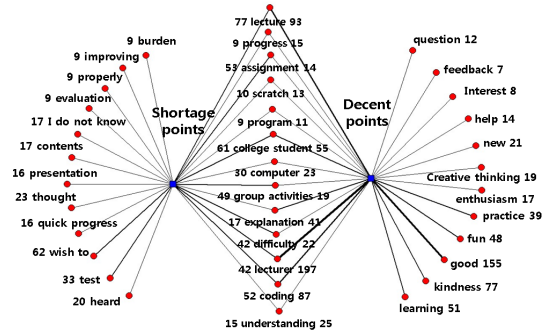 77 lecture 93
9 progress 15
53 assignment 14
10 scratch 13
9 program 11
61 college student 55
30 computer 23
49 group activities 19
17 explanation 41
42 difficulty 22
42 lecturer 197
52 coding 87
15 understanding 25
Shortage
points
9 burden
9 improving
9 properly
9 evaluation
17 I do not know
17 contents
16 presentation
23 thought
16 quick progress
62 wish to
33 test
20 heard
Decent
points
question 12
feedback 7
Interest 8
help 14
new 21
Creative thinking 19
enthusiasm 17
practice 39
fun 48
good 155
kindness 77
learning 51